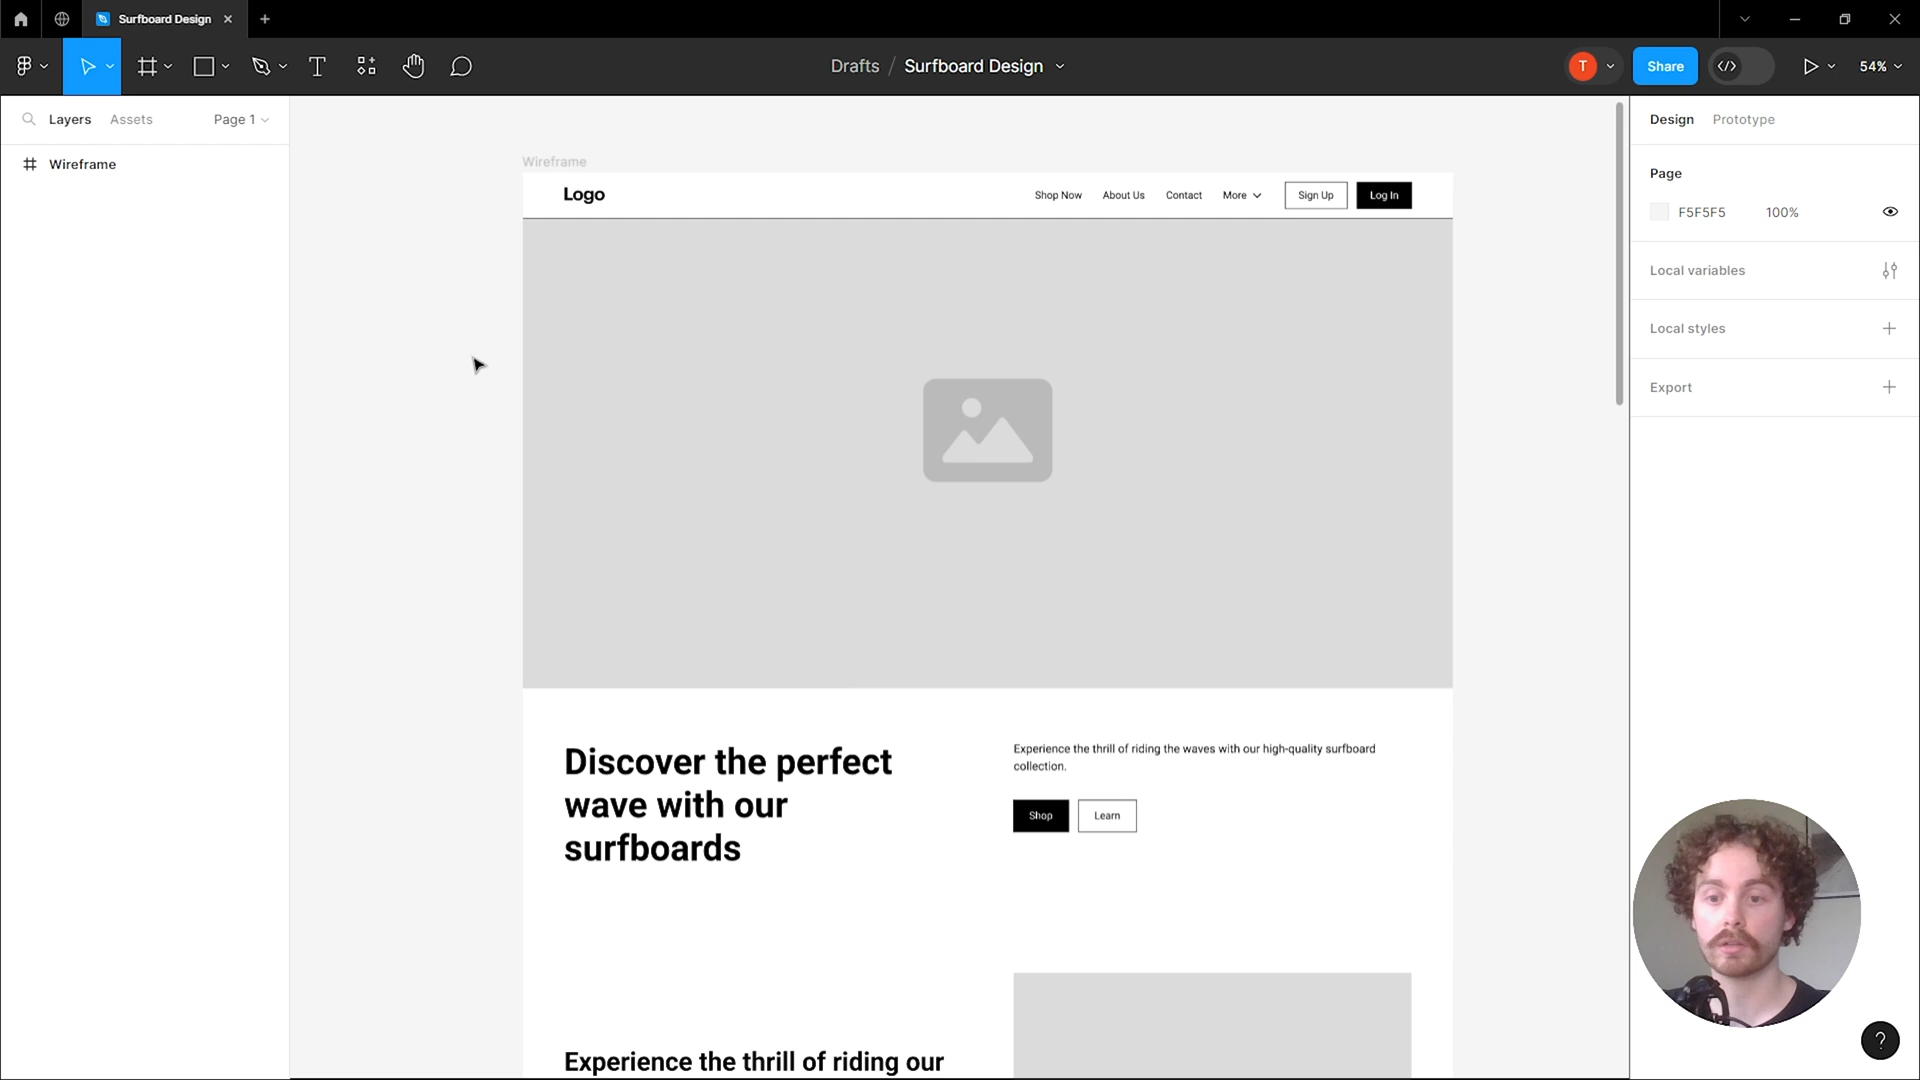 Surfboard Design
Drafts / Surfboard Design
T
Share
54%
Layers
Assets
Page 1
Wireframe
Design
Prototype
Page
F5F5F5
100%
Local variables
Local styles
Export
Wireframe
Logo
Shop Now
About Us
Contact
More
Sign Up
Log In
Discover the perfect
wave with our
surfboards
Experience the thrill of riding the waves with our high-quality surfboard
collection.
Shop
Learn
Experience the thrill of riding our
?